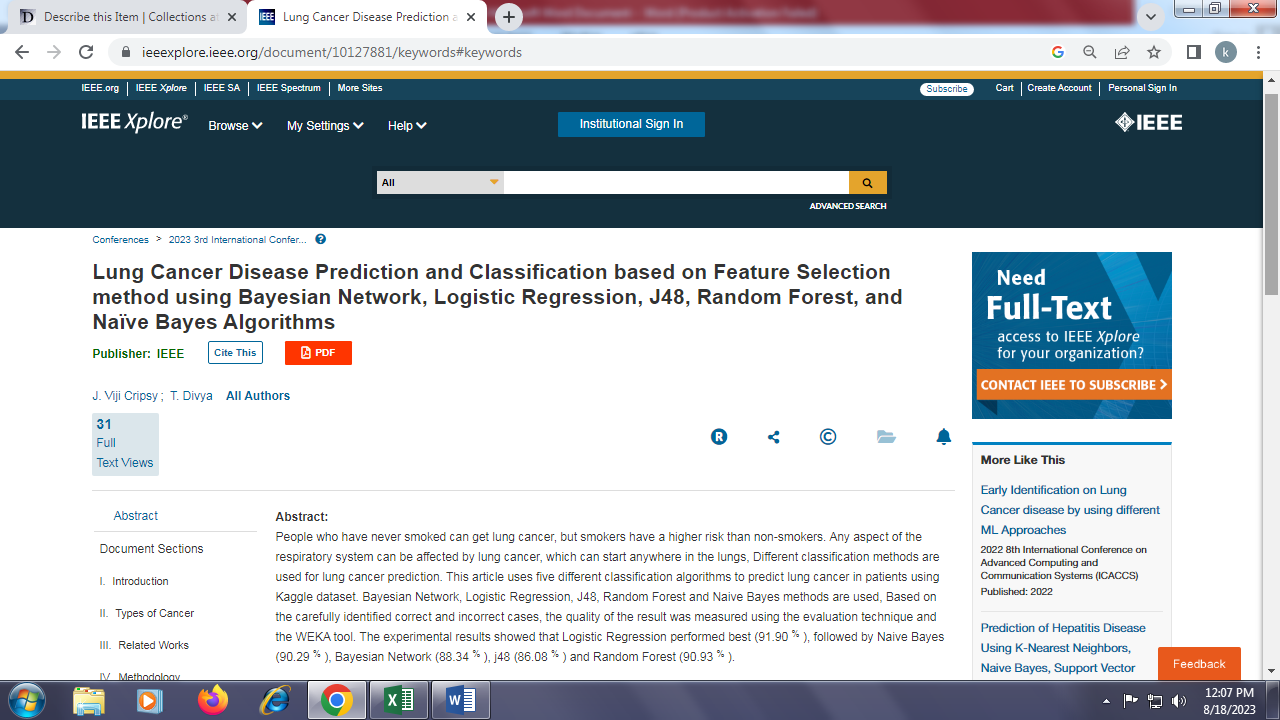 Describe this Item | Collections at
Lung Cancer Disease Prediction a
ieeexplore.ieee.org/document/10127881/keywords#keywords
k
IEEE.org
IEEE Xplore
IEEE SA
IEEE Spectrum
More Sites
Subscribe
Cart
Create Account
Personal Sign In
IEEE Xplore®
Browse
My Settings
Help
Institutional Sign In
IEEE
All
ADVANCED SEARCH
Conferences > 2023 3rd International Confer...
Lung Cancer Disease Prediction and Classification based on Feature Selection
method using Bayesian Network, Logistic Regression, J48, Random Forest, and
Naïve Bayes Algorithms
Publisher: IEEE
Cite This
PDF
J. Viji Cripsy ; T. Divya
All Authors
31
Full
Text Views
R
©
Abstract
Document Sections
I. Introduction
II. Types of Cancer
III. Related Works
IV. Methodology
Abstract:
People who have never smoked can get lung cancer, but smokers have a higher risk than non-smokers. Any aspect of the
respiratory system can be affected by lung cancer, which can start anywhere in the lungs, Different classification methods are
used for lung cancer prediction. This article uses five different classification algorithms to predict lung cancer in patients using
Kaggle dataset. Bayesian Network, Logistic Regression, J48, Random Forest and Naive Bayes methods are used, Based on
the carefully identified correct and incorrect cases, the quality of the result was measured using the evaluation technique and
the WEKA tool. The experimental results showed that Logistic Regression performed best (91.90 % ), followed by Naive Bayes
(90.29 % ), Bayesian Network (88.34 % ), j48 (86.08 % ) and Random Forest (90.93 % ).
Need
Full-Text
access to IEEE Xplore
for your organization?
CONTACT IEEE TO SUBSCRIBE >
More Like This
Early Identification on Lung
Cancer disease by using different
ML Approaches
2022 8th International Conference on
Advanced Computing and
Communication Systems (ICACCS)
Published: 2022
Prediction of Hepatitis Disease
Using K-Nearest Neighbors,
Naive Bayes, Support Vector
Feedback
12:07 PM
8/18/2023